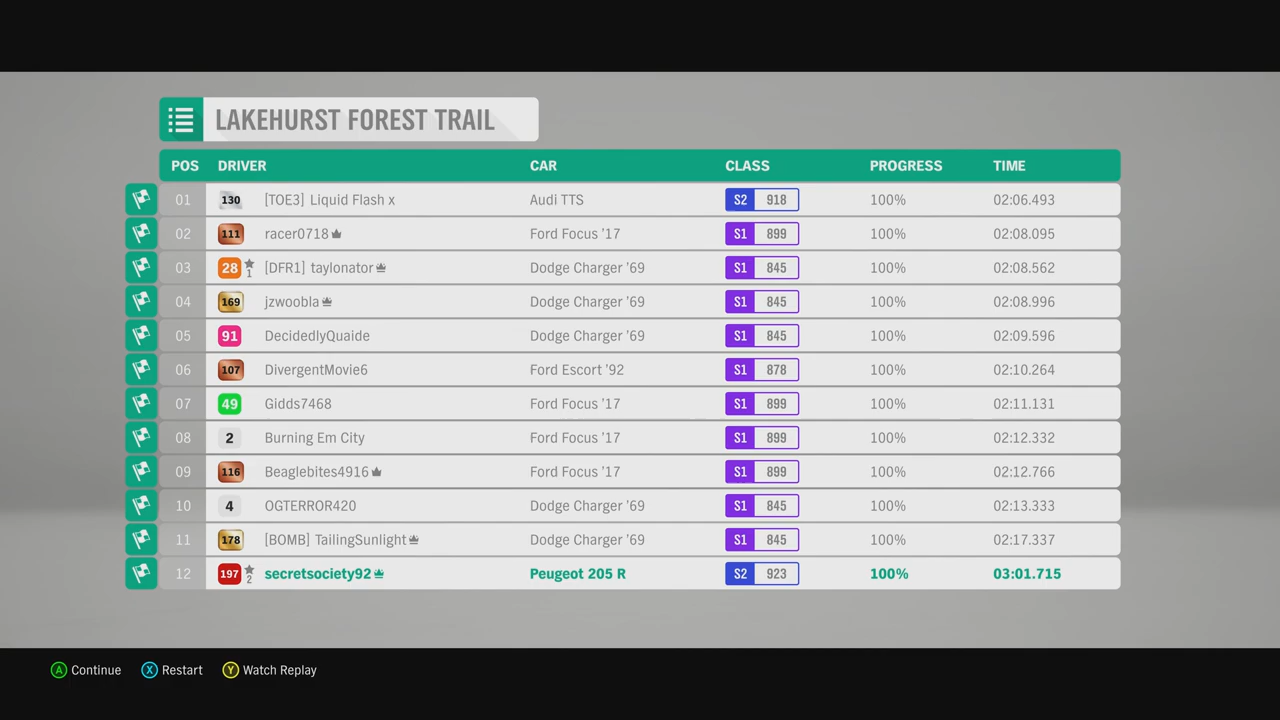 LAKEHURST FOREST TRAIL
POS DRIVER CAR CLASS PROGRESS TIME
01 130 [TOE3] Liquid Flash x Audi TTS S2 918 100% 02:06.493
02 111 racer0718 Ford Focus '17 S1 899 100% 02:08.095
03 28 1 [DFR1] taylonator Dodge Charger '69 S1 845 100% 02:08.562
04 169 jzwoobla Dodge Charger '69 S1 845 100% 02:08.996
05 91 DecidedlyQuaide Dodge Charger '69 S1 845 100% 02:09.596
06 107 DivergentMovie6 Ford Escort '92 S1 878 100% 02:10.264
07 49 Gidds7468 Ford Focus '17 S1 899 100% 02:11.131
08 2 Burning Em City Ford Focus '17 S1 899 100% 02:12.332
09 116 Beaglebites4916 Ford Focus '17 S1 899 100% 02:12.766
10 4 OGTERROR420 Dodge Charger '69 S1 845 100% 02:13.333
11 178 [BOMB] TailingSunlight Dodge Charger '69 S1 845 100% 02:17.337
12 197 2 secretsociety92 Peugeot 205 R S2 923 100% 03:01.715
A Continue X Restart Y Watch Replay